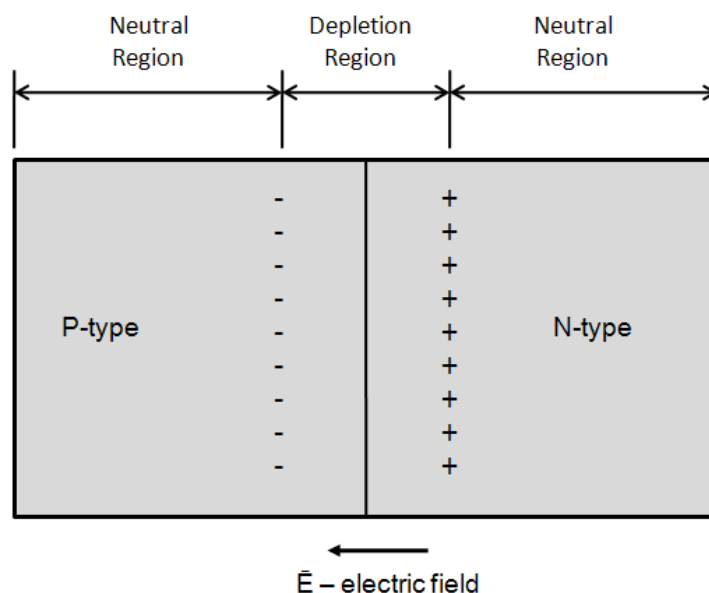 Neutral Region
Depletion Region
Neutral Region
- +
- +
- +
- +
P-type - + N-type
- +
- +
- +
- +
Ē – electric field